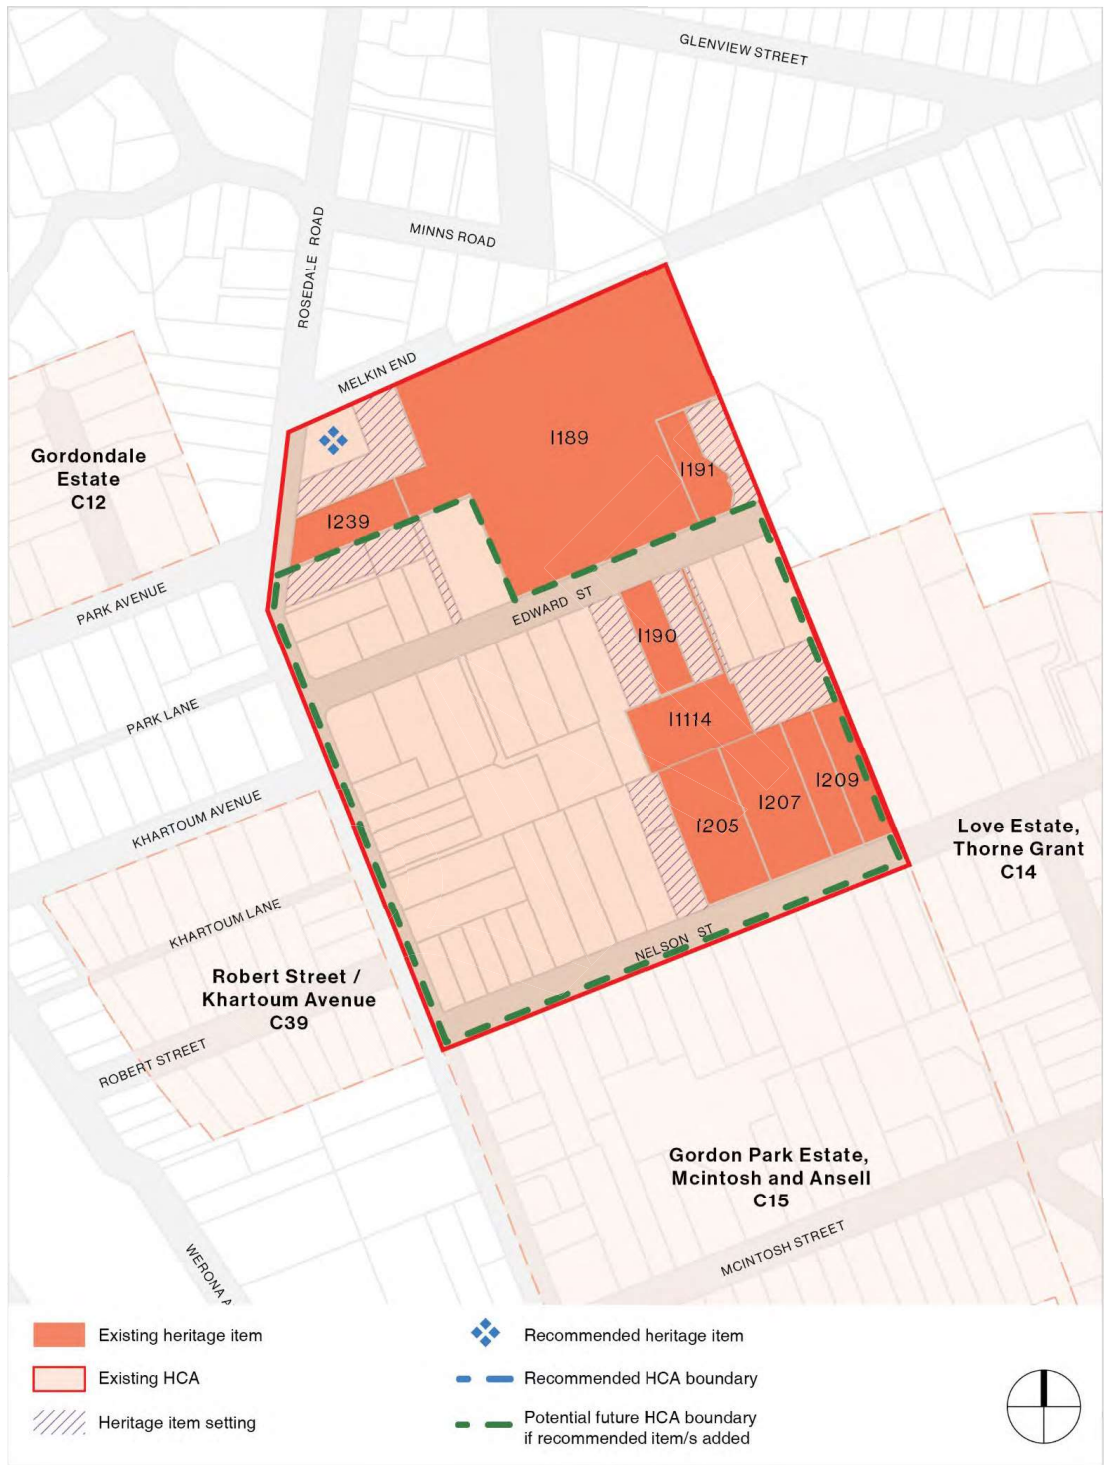 GLENVIEW STREET
MINNS ROAD
ROSEDALE ROAD
MELKIN END
Gordondale
Estate
C12
I189
I191
I239
PARK AVENUE
EDWARD ST
I190
PARK LANE
I1114
I209
I207
I205
KHARTOUM AVENUE
Love Estate,
Thorne Grant
C14
KHARTOUM LANE
NELSON ST
Robert Street /
Khartoum Avenue
C39
ROBERT STREET
Gordon Park Estate,
Mcintosh and Ansell
C15
MCINTOSH STREET
WERONA A
Existing heritage item
Existing HCA
Heritage item setting
Recommended heritage item
Recommended HCA boundary
Potential future HCA boundary
if recommended item/s added